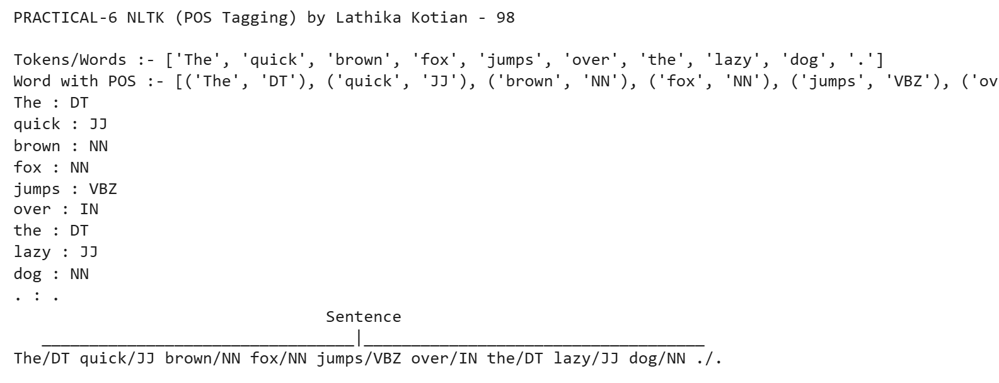 PRACTICAL-6 NLTK (POS Tagging) by Lathika Kotian - 98
Tokens/Words :- ['The', 'quick', 'brown', 'fox', 'jumps', 'over', 'the', 'lazy', 'dog', '.']
Word with POS :- [('The', 'DT'), ('quick', 'JJ'), ('brown', 'NN'), ('fox', 'NN'), ('jumps', 'VBZ'), ('ov
The : DT
quick : JJ
brown : NN
fox : NN
jumps : VBZ
over : IN
the : DT
lazy : JJ
dog : NN
. : .
Sentence
_________________________________|____________________________________
The/DT quick/JJ brown/NN fox/NN jumps/VBZ over/IN the/DT lazy/JJ dog/NN ./.